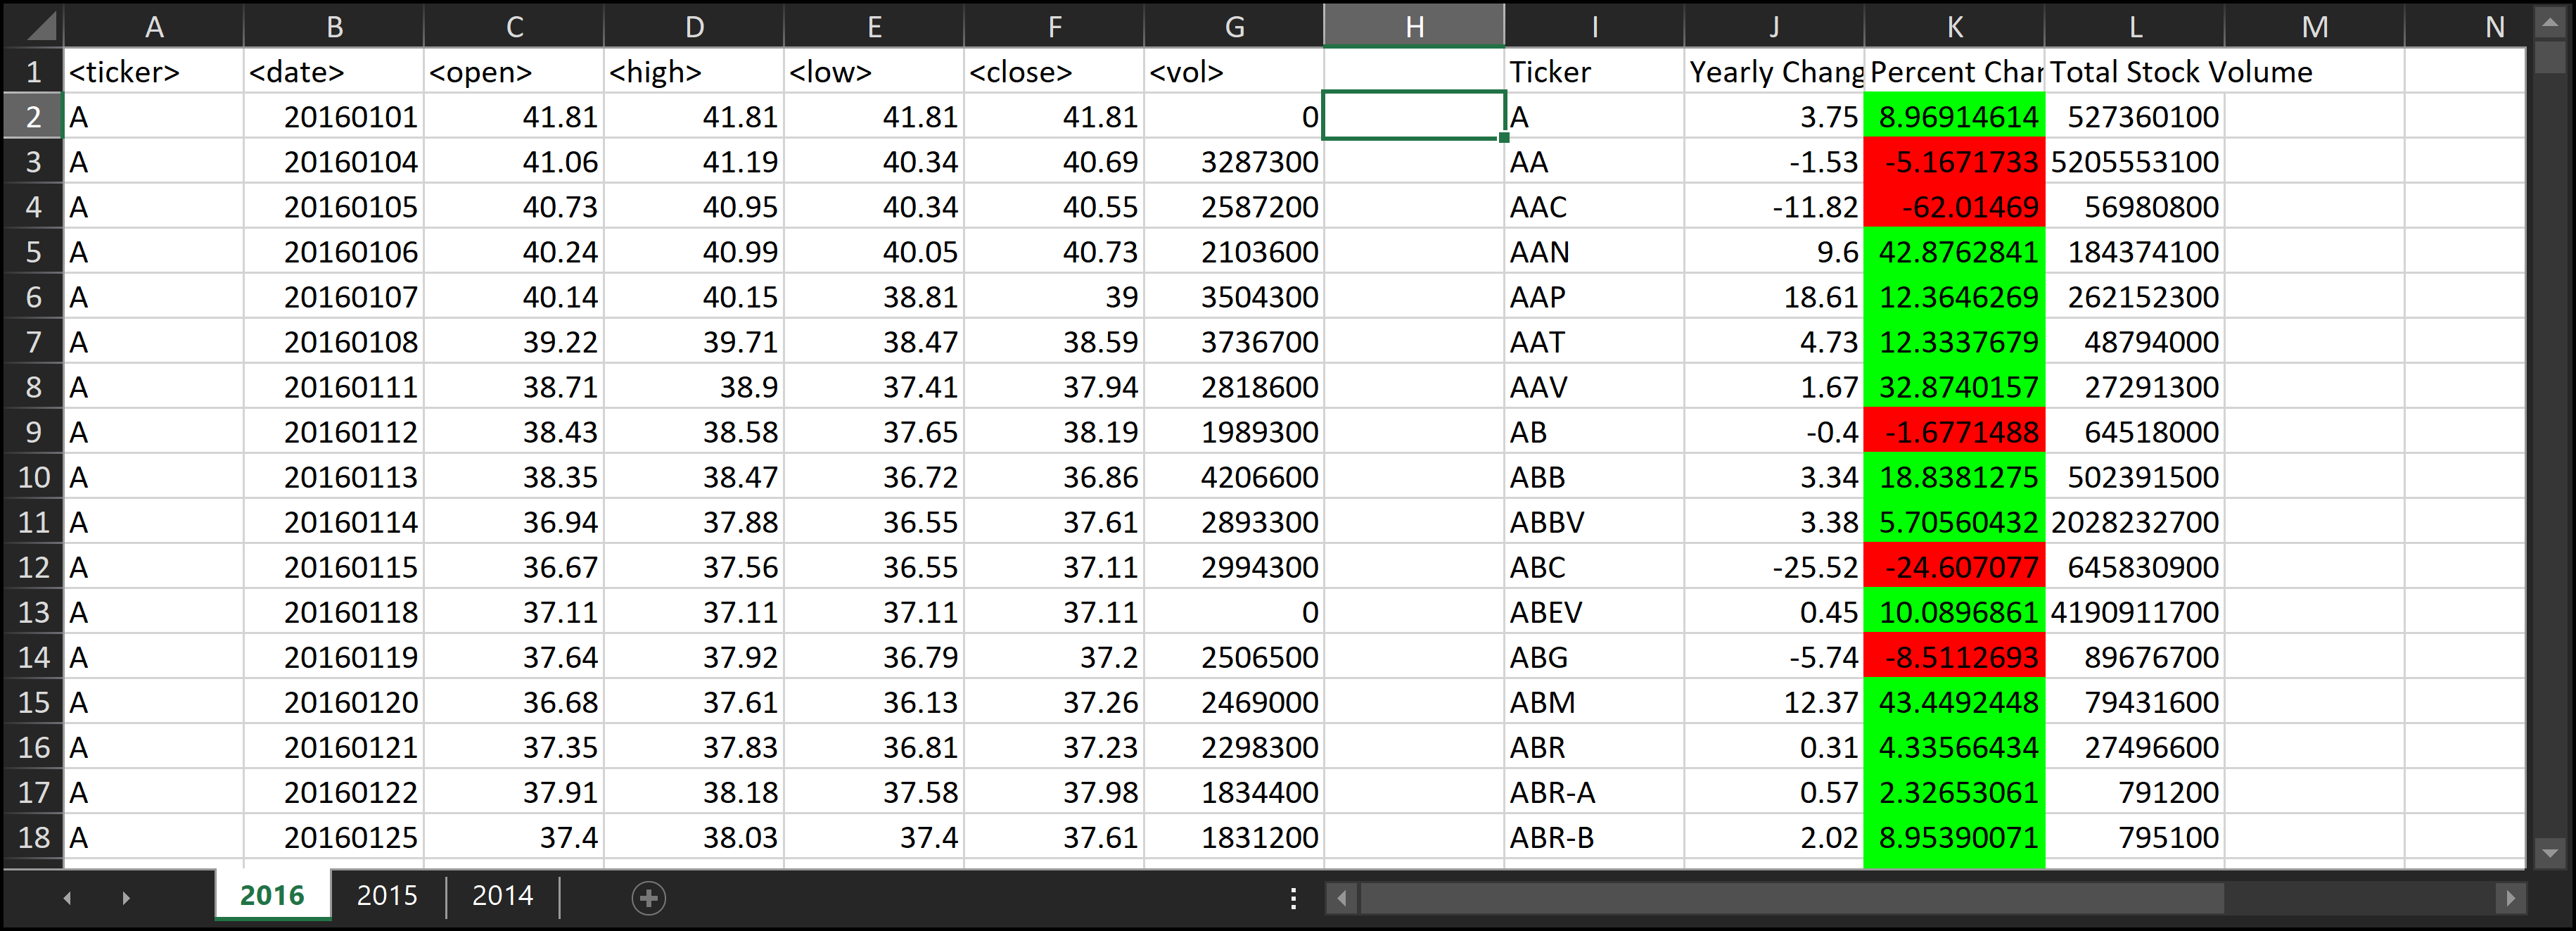 A B C D E F G H I J K L M N
1 <ticker> <date> <open> <high> <low> <close> <vol> Ticker Yearly Chang Percent Char Total Stock Volume
2 A 20160101 41.81 41.81 41.81 41.81 0 A 3.75 8.96914614 527360100
3 A 20160104 41.06 41.19 40.34 40.69 3287300 AA -1.53 -5.1671733 5205553100
4 A 20160105 40.73 40.95 40.34 40.55 2587200 AAC -11.82 -62.01469 56980800
5 A 20160106 40.24 40.99 40.05 40.73 2103600 AAN 9.6 42.8762841 184374100
6 A 20160107 40.14 40.15 38.81 39 3504300 AAP 18.61 12.3646269 262152300
7 A 20160108 39.22 39.71 38.47 38.59 3736700 AAT 4.73 12.3337679 48794000
8 A 20160111 38.71 38.9 37.41 37.94 2818600 AAV 1.67 32.8740157 27291300
9 A 20160112 38.43 38.58 37.65 38.19 1989300 AB -0.4 -1.6771488 64518000
10 A 20160113 38.35 38.47 36.72 36.86 4206600 ABB 3.34 18.8381275 502391500
11 A 20160114 36.94 37.88 36.55 37.61 2893300 ABBV 3.38 5.70560432 2028232700
12 A 20160115 36.67 37.56 36.55 37.11 2994300 ABC -25.52 -24.607077 645830900
13 A 20160118 37.11 37.11 37.11 37.11 0 ABEV 0.45 10.0896861 4190911700
14 A 20160119 37.64 37.92 36.79 37.2 2506500 ABG -5.74 -8.5112693 89676700
15 A 20160120 36.68 37.61 36.13 37.26 2469000 ABM 12.37 43.4492448 79431600
16 A 20160121 37.35 37.83 36.81 37.23 2298300 ABR 0.31 4.33566434 27496600
17 A 20160122 37.91 38.18 37.58 37.98 1834400 ABR-A 0.57 2.32653061 791200
18 A 20160125 37.4 38.03 37.4 37.61 1831200 ABR-B 2.02 8.95390071 795100
2016 2015 2014